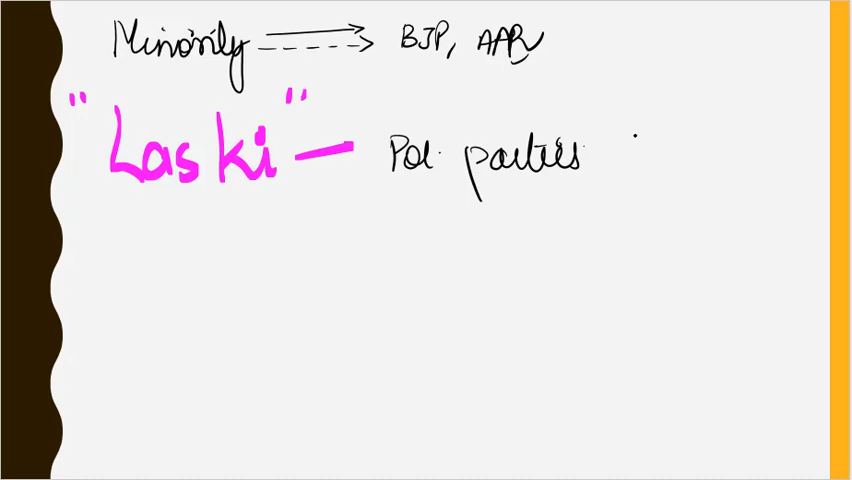 Minority → BJP, AAP
"Laski" — Pol. parties